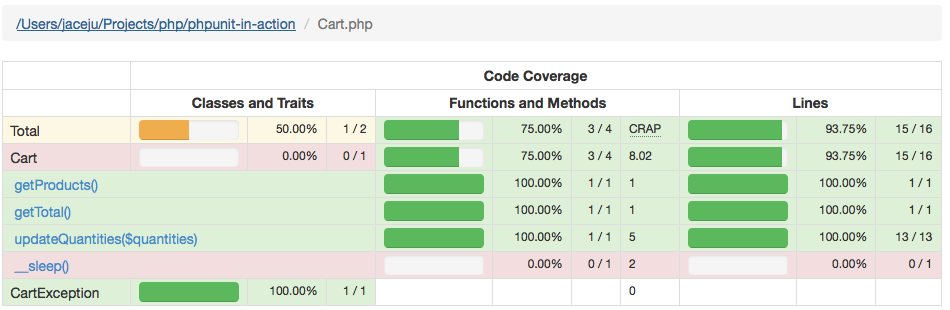 /Users/jaceju/Projects/php/phpunit-in-action / Cart.php
Code Coverage
Classes and Traits Functions and Methods Lines
Total 50.00% 1 / 2 75.00% 3 / 4 CRAP 93.75% 15 / 16
Cart 0.00% 0 / 1 75.00% 3 / 4 8.02 93.75% 15 / 16
getProducts() 100.00% 1 / 1 1 100.00% 1 / 1
getTotal() 100.00% 1 / 1 1 100.00% 1 / 1
updateQuantities($quantities) 100.00% 1 / 1 5 100.00% 13 / 13
__sleep() 0.00% 0 / 1 2 0.00% 0 / 1
CartException 100.00% 1 / 1 0